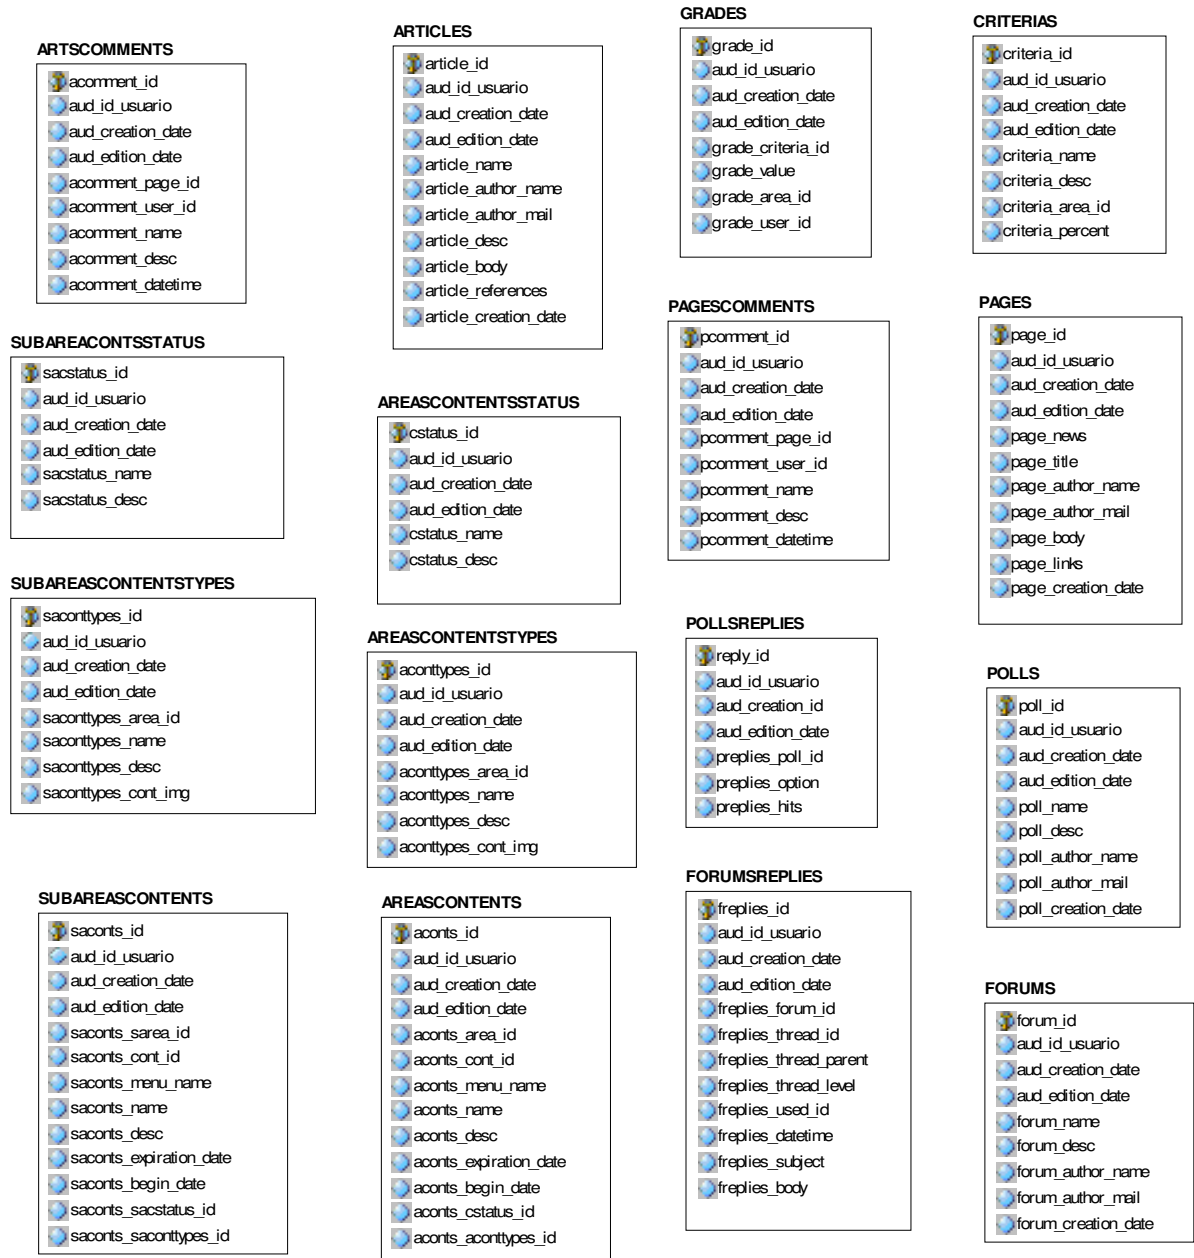 ARTSCOMMENTS
acomment_id
aud_id_usuario
aud_creation_date
aud_edition_date
acomment_page_id
acomment_user_id
acomment_name
acomment_desc
acomment_datetime
SUBAREACONTSSTATUS
sacstatus_id
aud_id_usuario
aud_creation_date
aud_edition_date
sacstatus_name
sacstatus_desc
SUBAREASCONTENTSTYPES
saconttypes_id
aud_id_usuario
aud_creation_date
aud_edition_date
saconttypes_area_id
saconttypes_name
saconttypes_desc
saconttypes_cont_img
SUBAREASCONTENTS
saconts_id
aud_id_usuario
aud_creation_date
aud_edition_date
saconts_sarea_id
saconts_cont_id
saconts_menu_name
saconts_name
saconts_desc
saconts_expiration_date
saconts_begin_date
saconts_sacstatus_id
saconts_saconttypes_id
ARTICLES
article_id
aud_id_usuario
aud_creation_date
aud_edition_date
article_name
article_author_name
article_author_mail
article_desc
article_body
article_references
article_creation_date
AREASCONTENTSSTATUS
cstatus_id
aud_id_usuario
aud_creation_date
aud_edition_date
cstatus_name
cstatus_desc
AREASCONTENTSTYPES
aconttypes_id
aud_id_usuario
aud_creation_date
aud_edition_date
aconttypes_area_id
aconttypes_name
aconttypes_desc
aconttypes_cont_img
AREASCONTENTS
aconts_id
aud_id_usuario
aud_creation_date
aud_edition_date
aconts_area_id
aconts_cont_id
aconts_menu_name
aconts_name
aconts_desc
aconts_expiration_date
aconts_begin_date
aconts_cstatus_id
aconts_aconttypes_id
GRADES
grade_id
aud_id_usuario
aud_creation_date
aud_edition_date
grade_criteria_id
grade_value
grade_area_id
grade_user_id
PAGESCOMMENTS
pcomment_id
aud_id_usuario
aud_creation_date
aud_edition_date
pcomment_page_id
pcomment_user_id
pcomment_name
pcomment_desc
pcomment_datetime
POLLSREPLIES
reply_id
aud_id_usuario
aud_creation_id
aud_edition_date
preplies_poll_id
preplies_option
preplies_hits
FORUMSREPLIES
freplies_id
aud_id_usuario
aud_creation_date
aud_edition_date
freplies_forum_id
freplies_thread_id
freplies_thread_parent
freplies_thread_level
freplies_used_id
freplies_datetime
freplies_subject
freplies_body
CRITERIAS
criteria_id
aud_id_usuario
aud_creation_date
aud_edition_date
criteria_name
criteria_desc
criteria_area_id
criteria_percent
PAGES
page_id
aud_id_usuario
aud_creation_date
aud_edition_date
page_news
page_title
page_author_name
page_author_mail
page_body
page_links
page_creation_date
POLLS
poll_id
aud_id_usuario
aud_creation_date
aud_edition_date
poll_name
poll_desc
poll_author_name
poll_author_mail
poll_creation_date
FORUMS
forum_id
aud_id_usuario
aud_creation_date
aud_edition_date
forum_name
forum_desc
forum_author_name
forum_author_mail
forum_creation_date